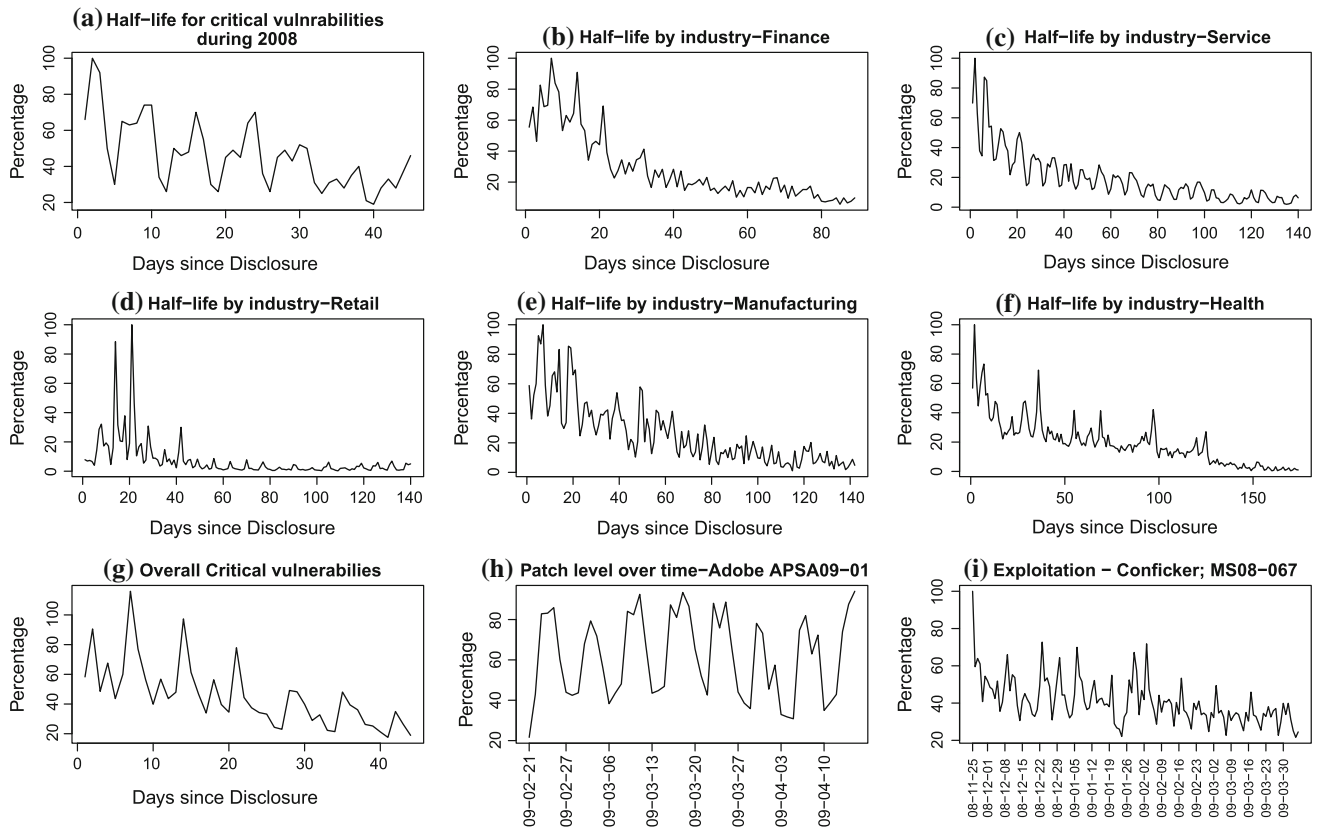 (a) Half−life for critical vulnrabilities
during 2008
Percentage
100
80
60
40
20
0 10 20 30 40
Days since Disclosure
(b) Half−life by industry−Finance
Percentage
100
80
60
40
20
0 20 40 60 80
Days since Disclosure
(c) Half−life by industry−Service
Percentage
100
80
60
40
20
0
0 20 40 60 80 100 120 140
Days since Disclosure
(d) Half−life by industry−Retail
Percentage
100
80
60
40
20
0
0 20 40 60 80 100 120 140
Days since Disclosure
(e) Half−life by industry−Manufacturing
Percentage
100
80
60
40
20
0
0 20 40 60 80 100 120 140
Days since Disclosure
(f) Half−life by industry−Health
Percentage
100
80
60
40
20
0
0 50 100 150
Days since Disclosure
(g) Overall Critical vulnerabilies
Percentage
100
80
60
40
20
0 10 20 30 40
Days since Disclosure
(h) Patch level over time−Adobe APSA09−01
Percentage
80
60
40
20
09−02−21
09−02−27
09−03−06
09−03−13
09−03−20
09−03−27
09−04−03
09−04−10
(i) Exploitation − Conficker; MS08−067
Percentage
100
80
60
40
20
08−11−25
08−12−01
08−12−08
08−12−15
08−12−22
08−12−29
09−01−05
09−01−12
09−01−19
09−01−26
09−02−02
09−02−09
09−02−16
09−02−23
09−03−02
09−03−09
09−03−16
09−03−23
09−03−30